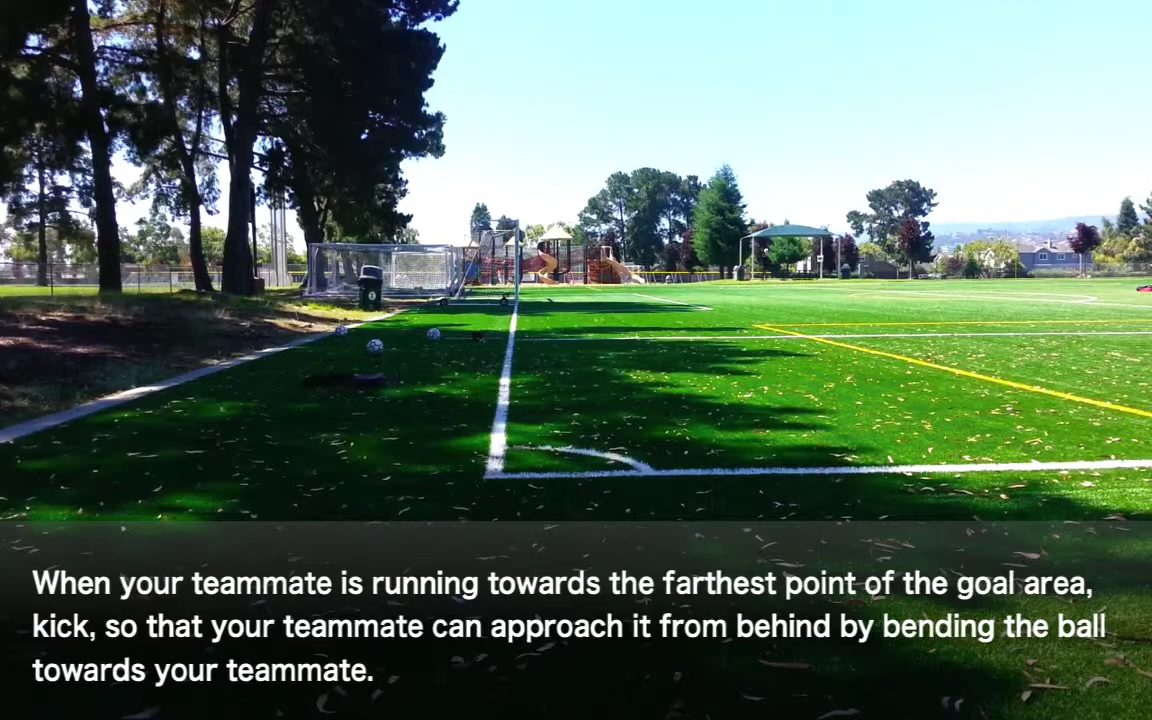 When your teammate is running towards the farthest point of the goal area,
kick, so that your teammate can approach it from behind by bending the ball
towards your teammate.